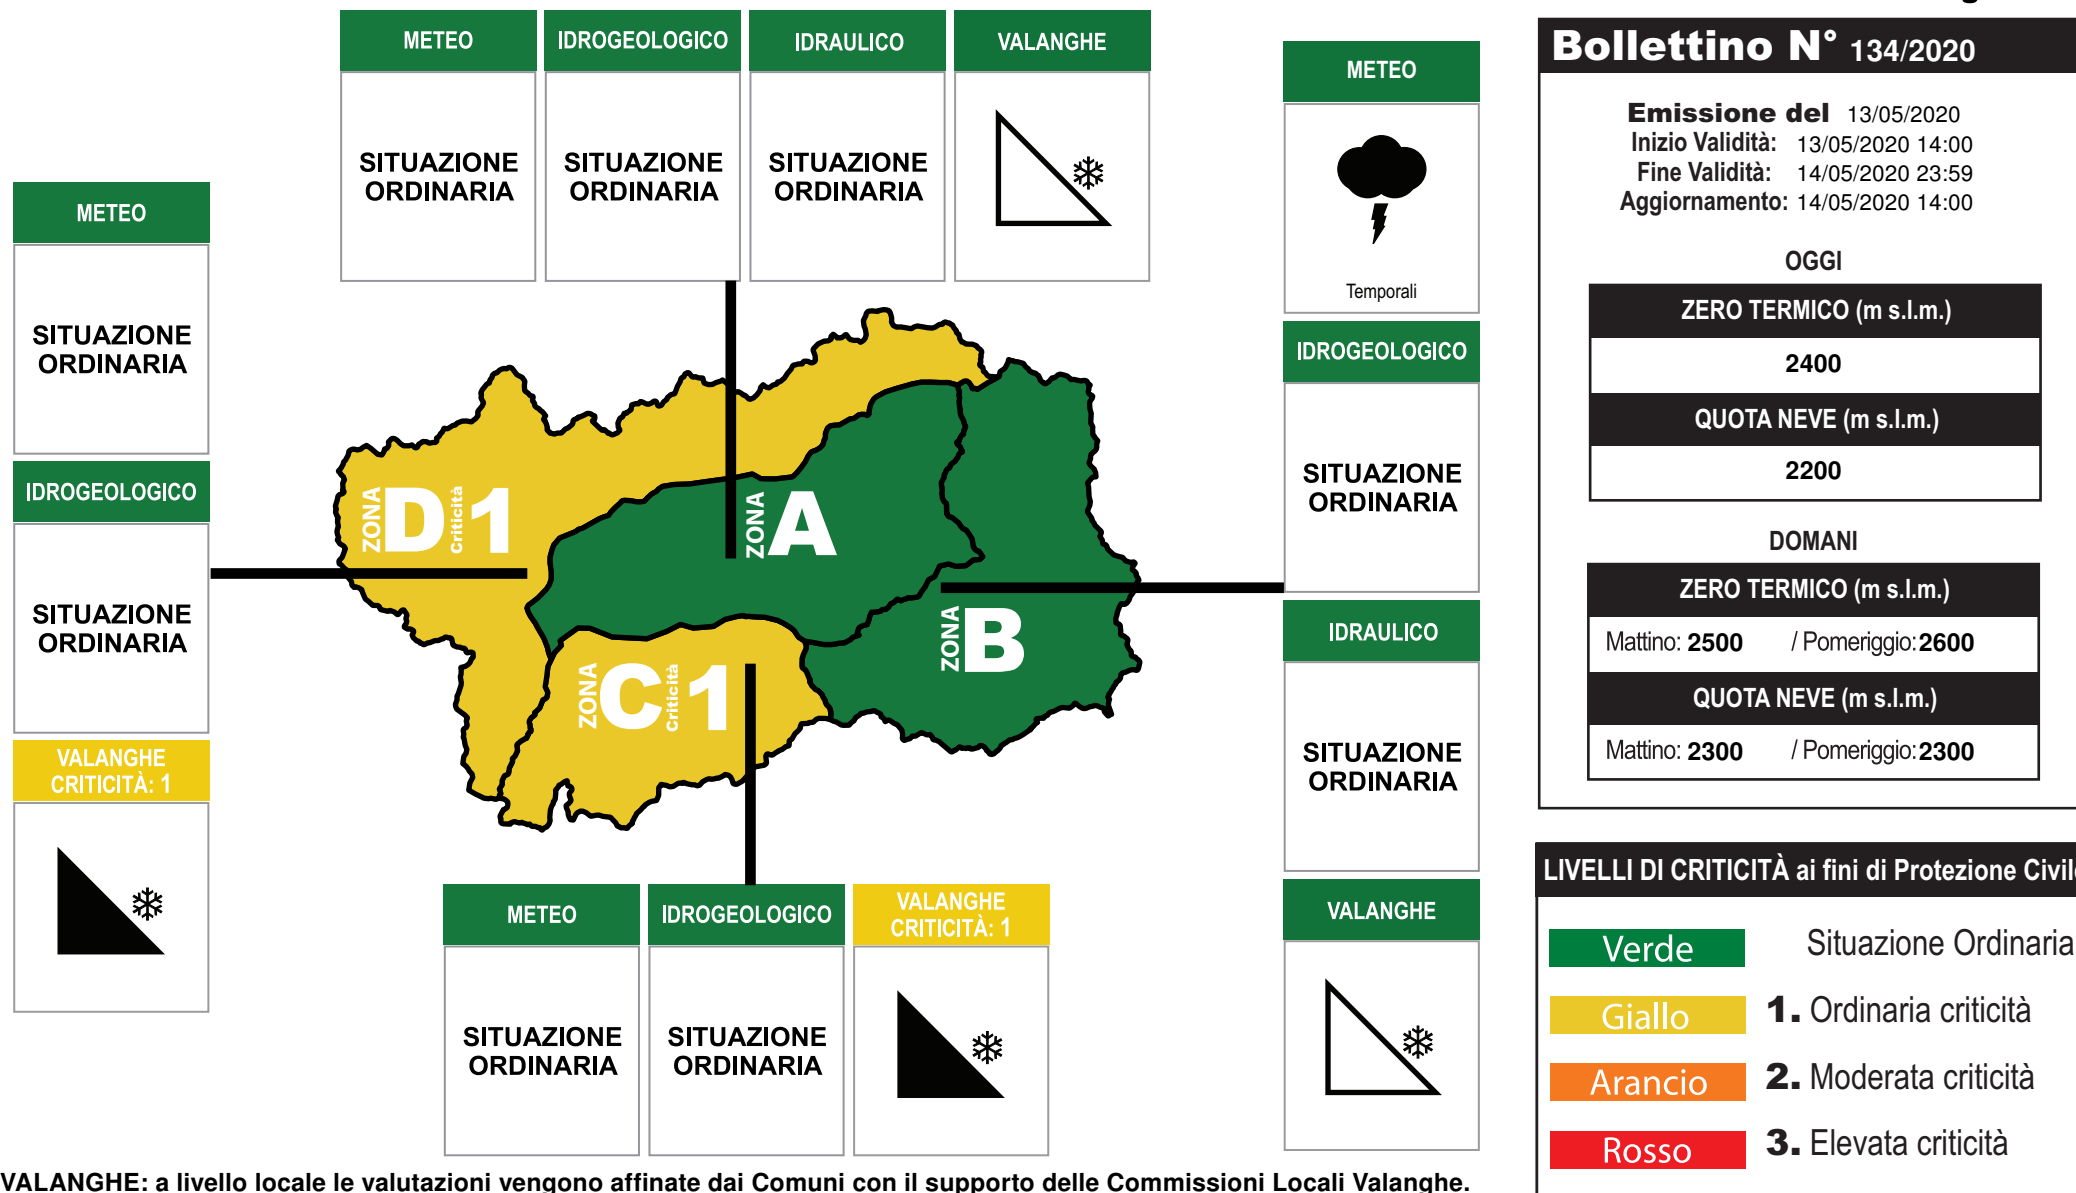 METEO
IDROGEOLOGICO
IDRAULICO
VALANGHE
SITUAZIONE
ORDINARIA
SITUAZIONE
ORDINARIA
SITUAZIONE
ORDINARIA
METEO
SITUAZIONE
ORDINARIA
IDROGEOLOGICO
SITUAZIONE
ORDINARIA
VALANGHE
CRITICITÀ: 1
ZONA D Criticità 1
ZONA A
ZONA B
ZONA C Criticità 1
METEO
IDROGEOLOGICO
VALANGHE
CRITICITÀ: 1
SITUAZIONE
ORDINARIA
SITUAZIONE
ORDINARIA
METEO
Temporali
IDROGEOLOGICO
SITUAZIONE
ORDINARIA
IDRAULICO
SITUAZIONE
ORDINARIA
VALANGHE
Bollettino N° 134/2020
Emissione del 13/05/2020
Inizio Validità: 13/05/2020 14:00
Fine Validità: 14/05/2020 23:59
Aggiornamento: 14/05/2020 14:00
OGGI
ZERO TERMICO (m s.l.m.)
2400
QUOTA NEVE (m s.l.m.)
2200
DOMANI
ZERO TERMICO (m s.l.m.)
Mattino: 2500 / Pomeriggio: 2600
QUOTA NEVE (m s.l.m.)
Mattino: 2300 / Pomeriggio: 2300
LIVELLI DI CRITICITÀ ai fini di Protezione Civile
Verde Situazione Ordinaria
Giallo 1. Ordinaria criticità
Arancio 2. Moderata criticità
Rosso 3. Elevata criticità
VALANGHE: a livello locale le valutazioni vengono affinate dai Comuni con il supporto delle Commissioni Locali Valanghe.